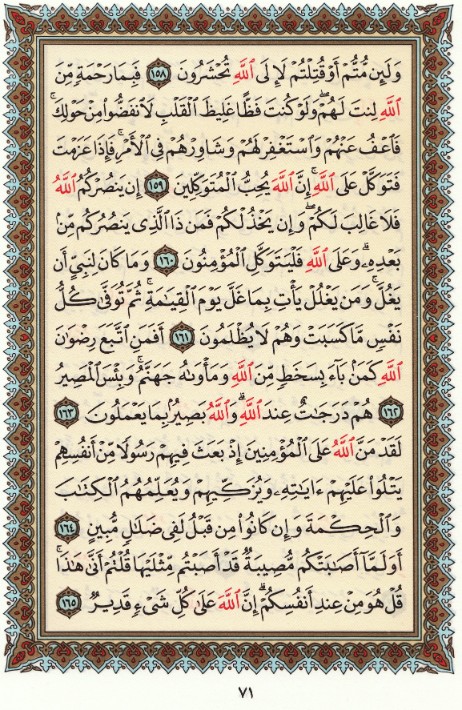 وَلَئِن مُّتُّمْ أَوْ قُتِلْتُمْ لَإِلَى ٱللَّهِ تُحْشَرُونَ ١٥٨ فَبِمَا رَحْمَةٍ مِّنَ
ٱللَّهِ لِنتَ لَهُمْ ۖ وَلَوْ كُنتَ فَظًّا غَلِيظَ ٱلْقَلْبِ لَٱنفَضُّوا۟ مِنْ حَوْلِكَ ۖ
فَٱعْفُ عَنْهُمْ وَٱسْتَغْفِرْ لَهُمْ وَشَاوِرْهُمْ فِى ٱلْأَمْرِ ۖ فَإِذَا عَزَمْتَ
فَتَوَكَّلْ عَلَى ٱللَّهِ ۚ إِنَّ ٱللَّهَ يُحِبُّ ٱلْمُتَوَكِّلِينَ ١٥٩ إِن يَنصُرْكُمُ ٱللَّهُ
فَلَا غَالِبَ لَكُمْ ۖ وَإِن يَخْذُلْكُمْ فَمَن ذَا ٱلَّذِى يَنصُرُكُم مِّنۢ
بَعْدِهِۦ ۗ وَعَلَى ٱللَّهِ فَلْيَتَوَكَّلِ ٱلْمُؤْمِنُونَ ١٦٠ وَمَا كَانَ لِنَبِىٍّ أَن
يَغُلَّ ۚ وَمَن يَغْلُلْ يَأْتِ بِمَا غَلَّ يَوْمَ ٱلْقِيَٰمَةِ ۚ ثُمَّ تُوَفَّىٰ كُلُّ
نَفْسٍ مَّا كَسَبَتْ وَهُمْ لَا يُظْلَمُونَ ١٦١ أَفَمَنِ ٱتَّبَعَ رِضْوَٰنَ
ٱللَّهِ كَمَنۢ بَآءَ بِسَخَطٍ مِّنَ ٱللَّهِ وَمَأْوَىٰهُ جَهَنَّمُ ۚ وَبِئْسَ ٱلْمَصِيرُ
١٦٢ هُمْ دَرَجَٰتٌ عِندَ ٱللَّهِ ۗ وَٱللَّهُ بَصِيرٌۢ بِمَا يَعْمَلُونَ ١٦٣
لَقَدْ مَنَّ ٱللَّهُ عَلَى ٱلْمُؤْمِنِينَ إِذْ بَعَثَ فِيهِمْ رَسُولًا مِّنْ أَنفُسِهِمْ
يَتْلُوا۟ عَلَيْهِمْ ءَايَٰتِهِۦ وَيُزَكِّيهِمْ وَيُعَلِّمُهُمُ ٱلْكِتَٰبَ
وَٱلْحِكْمَةَ وَإِن كَانُوا۟ مِن قَبْلُ لَفِى ضَلَٰلٍ مُّبِينٍ ١٦٤
أَوَلَمَّآ أَصَٰبَتْكُم مُّصِيبَةٌ قَدْ أَصَبْتُم مِّثْلَيْهَا قُلْتُمْ أَنَّىٰ هَٰذَا ۖ
قُلْ هُوَ مِنْ عِندِ أَنفُسِكُمْ ۗ إِنَّ ٱللَّهَ عَلَىٰ كُلِّ شَىْءٍ قَدِيرٌ ١٦٥
٧١